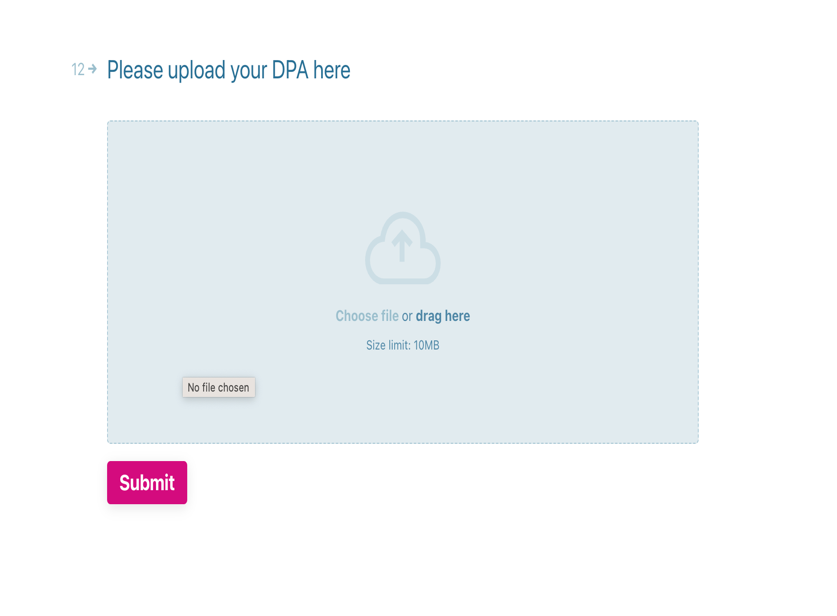 12→ Please upload your DPA here
Choose file or drag here
Size limit: 10MB
No file chosen
Submit